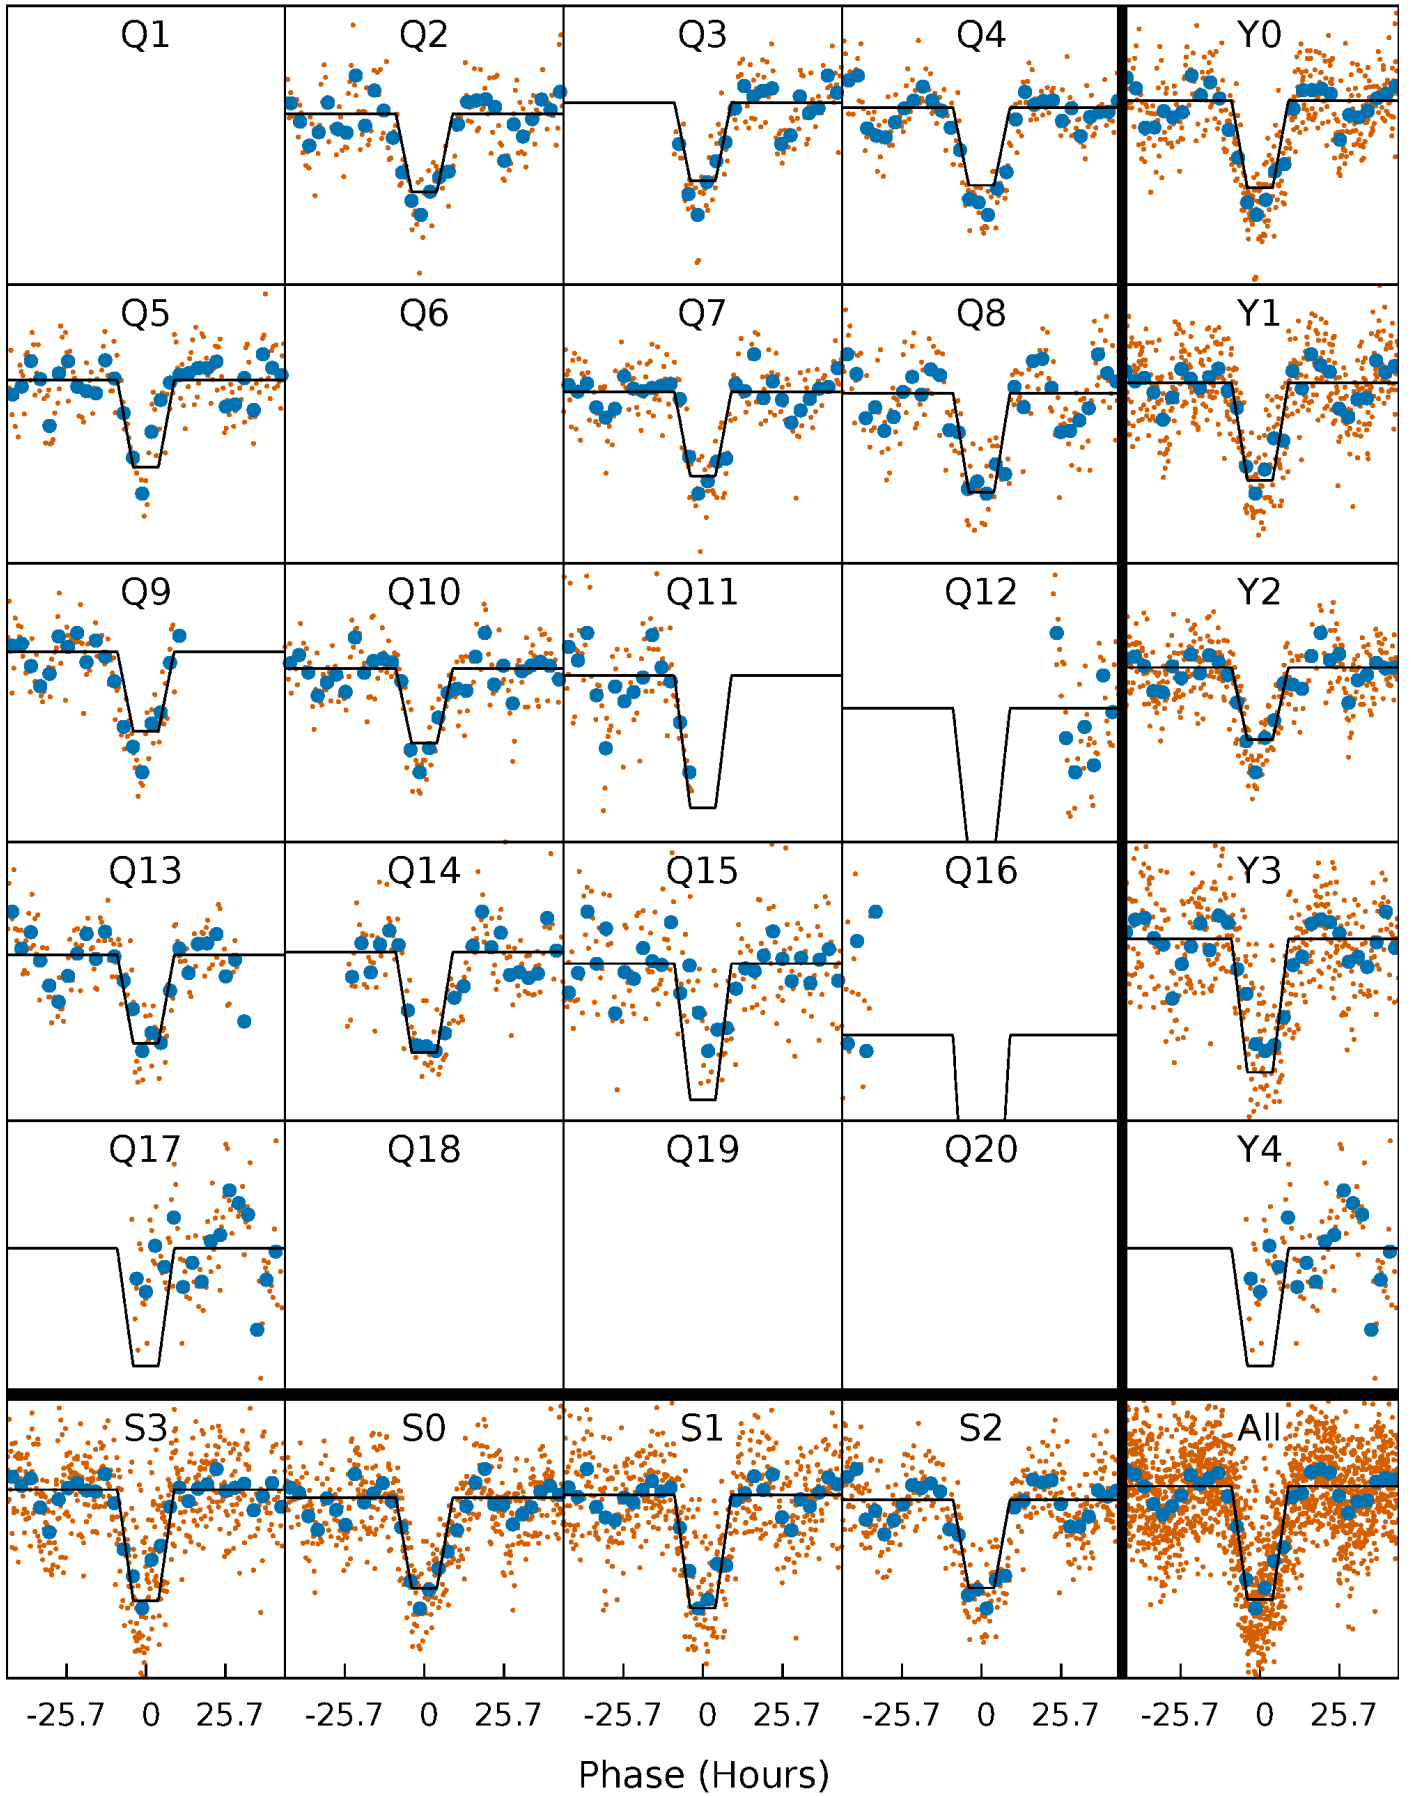 Q1 Q2 Q3 Q4 Y0
Q5 Q6 Q7 Q8 Y1
Q9 Q10 Q11 Q12 Y2
Q13 Q14 Q15 Q16 Y3
Q17 Q18 Q19 Q20 Y4
S3 S0 S1 S2 All
-25.7 0 25.7 -25.7 0 25.7 -25.7 0 25.7 -25.7 0 25.7 -25.7 0 25.7
Phase (Hours)